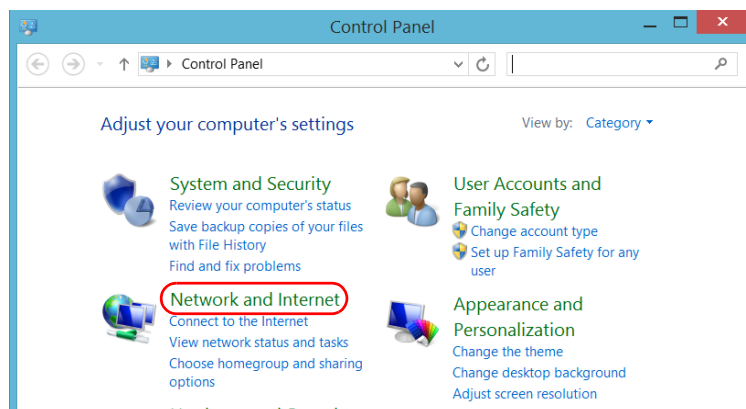 Control Panel
Control Panel
Adjust your computer's settings
View by: Category
System and Security
Review your computer's status
Save backup copies of your files
with File History
Find and fix problems
Network and Internet
Connect to the Internet
View network status and tasks
Choose homegroup and sharing
options
User Accounts and
Family Safety
Change account type
Set up Family Safety for any
user
Appearance and
Personalization
Change the theme
Change desktop background
Adjust screen resolution